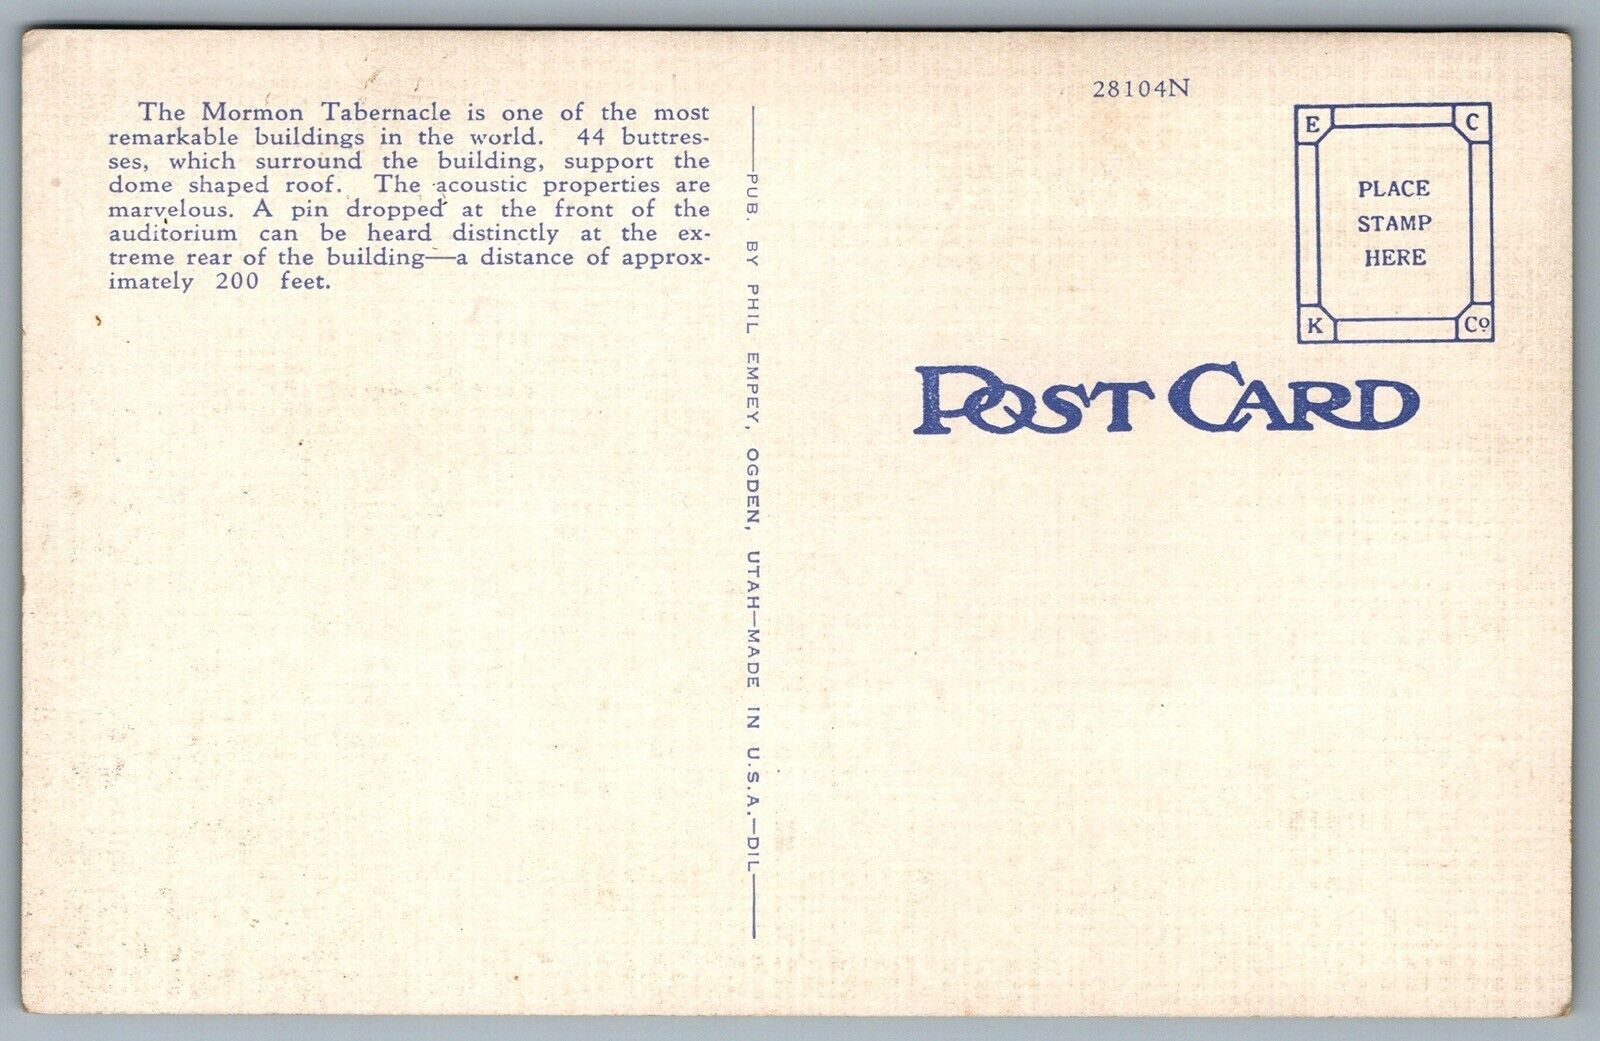 The Mormon Tabernacle is one of the most
remarkable buildings in the world. 44 buttres-
ses, which surround the building, support the
dome shaped roof. The acoustic properties are
marvelous. A pin dropped at the front of the
auditorium can be heard distinctly at the ex-
treme rear of the building—a distance of approx-
imately 200 feet.
PUB. BY PHIL EMPEY, OGDEN, UTAH—MADE IN U.S.A.—DIL
28104N
E C
PLACE
STAMP
HERE
K Co
POST CARD